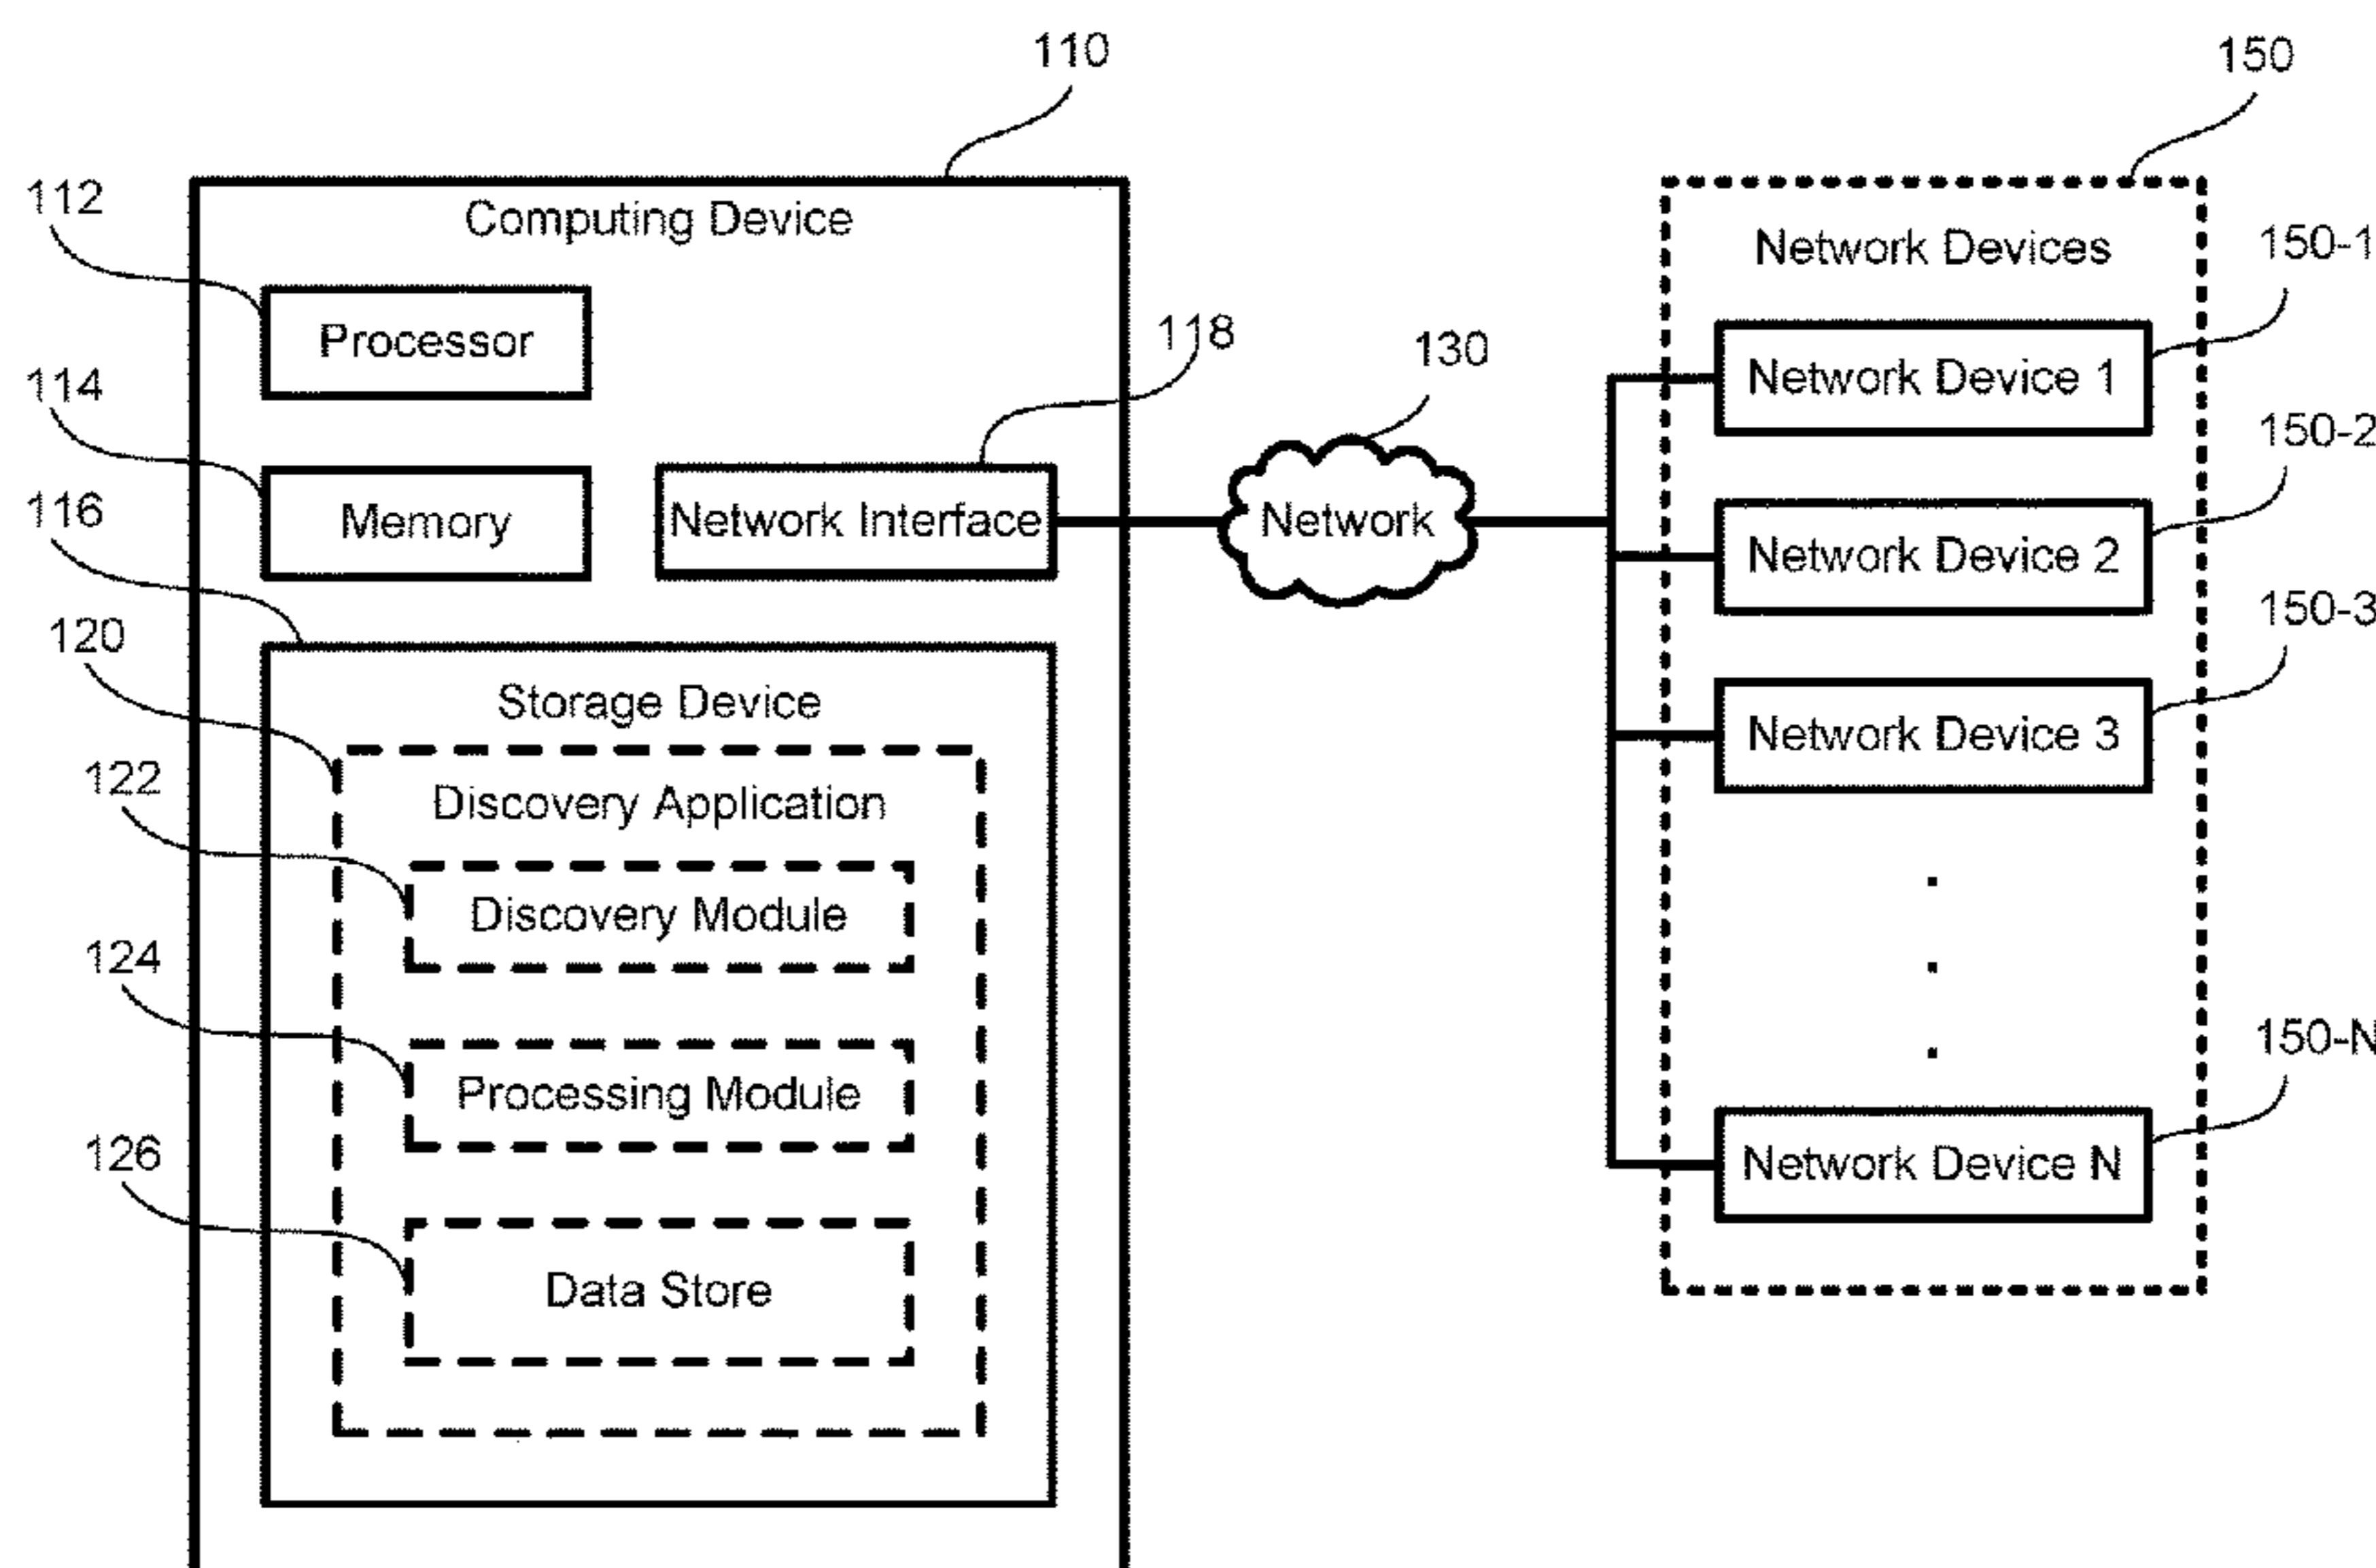 110
150
112
Computing Device
Network Devices
150-1
Processor
118
130
Network Device 1
114
150-2
Memory
Network Interface
Network
Network Device 2
116
150-3
120
Storage Device
Network Device 3
122
Discovery Application
Discovery Module
124
150-N
Processing Module
126
Network Device N
Data Store